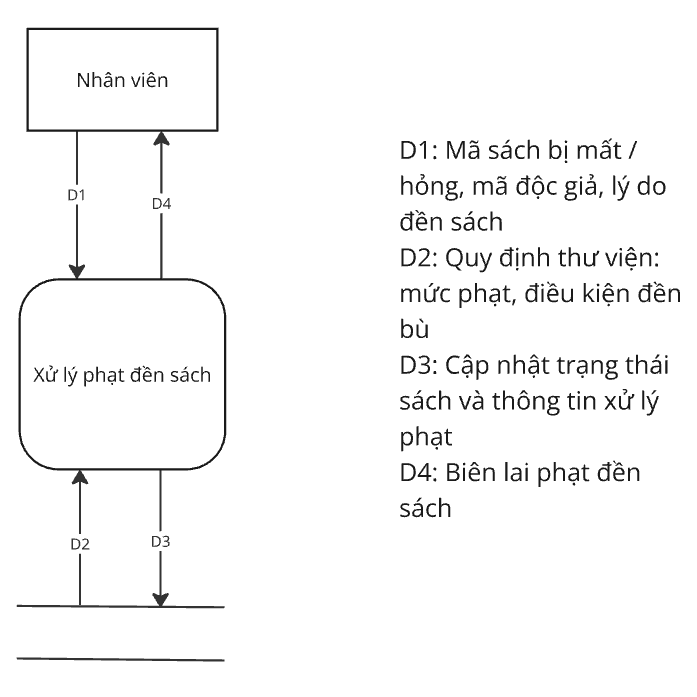 Nhân viên
D1
D4
Xử lý phạt đền sách
D2
D3
D1: Mã sách bị mất /
hỏng, mã độc giả, lý do
đền sách
D2: Quy định thư viện:
mức phạt, điều kiện đền
bù
D3: Cập nhật trạng thái
sách và thông tin xử lý
phạt
D4: Biên lai phạt đền
sách